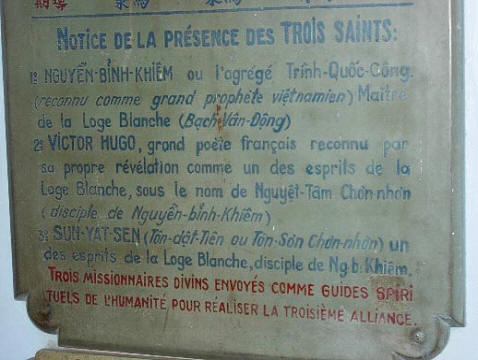 NOTICE DE LA PRÉSENCE DES TROIS SAINTS:
1º NGUYỄN-BỈNH-KHIÊM ou l'agrégé Trình-Quốc-Công.
(reconnu comme grand prophète viêtnamien) Maître
de la Loge Blanche (Bạch-Vân-Động)
2º VICTOR HUGO, grand poète français reconnu par
sa propre révélation comme un des esprits de la
Loge Blanche, sous le nom de Nguyệt-Tâm Chơn-nhơn
(disciple de Nguyễn-bỉnh-Khiêm)
3º SUN-YAT-SEN (Tôn-dật-Tiên ou Tôn-Sơn Chơn-nhơn) un
des esprits de la Loge Blanche, disciple de Ng.b. Khiêm.
TROIS MISSIONNAIRES DIVINS ENVOYÉS COMME GUIDES SPIRI
TUELS DE L'HUMANITÉ POUR RÉALISER LA TROISIÈME ALLIANCE.